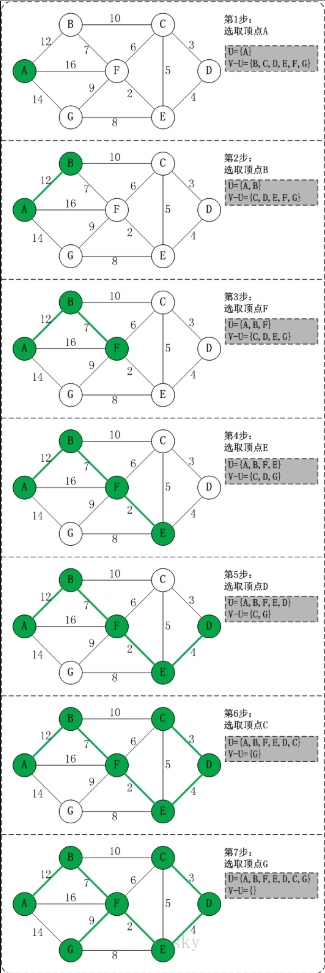 10
第1步:
B C
选取顶点A
12 7 6 3
U={A}
V-U={B, C, D, E, F, G}
16
A F 5 D
9 2 4
14
G 8 E
10
第2步:
B C
选取顶点B
12 7 6 3
U={A, B}
V-U={C, D, E, F, G}
16
A F 5 D
9 2 4
14
G 8 E
10
第3步:
B C
选取顶点F
12 7 6 3
U={A, B, F}
V-U={C, D, E, G}
16
A F 5 D
9 2 4
14
G 8 E
10
第4步:
B C
选取顶点E
12 7 6 3
U={A, B, F, E}
V-U={C, D, G}
16
A F 5 D
9 2 4
14
G 8 E
10
第5步:
B C
选取顶点D
12 7 6 3
U={A, B, F, E, D}
V-U={C, G}
16
A F 5 D
9 2 4
14
G 8 E
10
第6步:
B C
选取顶点C
12 7 6 3
U={A, B, F, E, D, C}
V-U={G}
16
A F 5 D
9 2 4
14
G 8 E
10
第7步:
B C
选取顶点G
12 7 6 3
U={A, B, F, E, D, C, G}
V-U={}
16
A F 5 D
9 2 4
14
G 8 E
sky